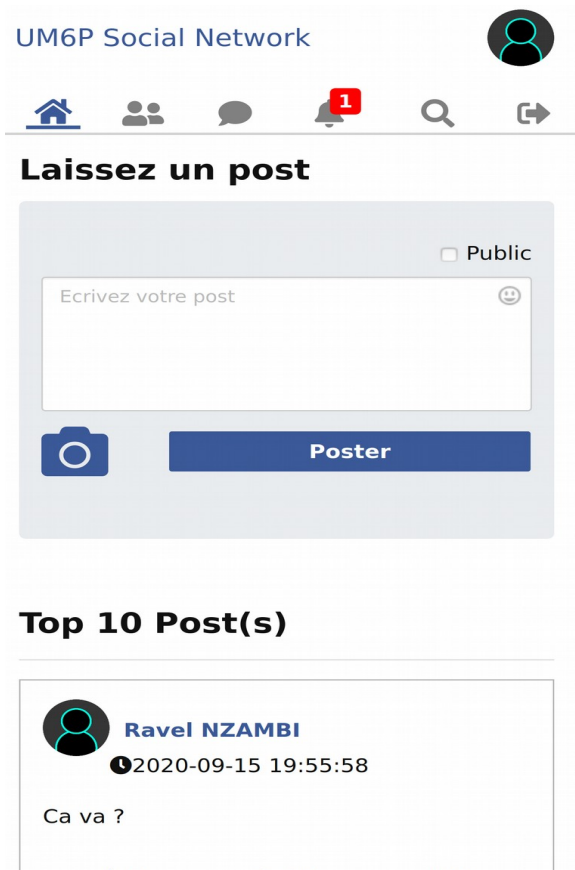 UM6P Social Network
1
Laissez un post
Public
Ecrivez votre post
Poster
Top 10 Post(s)
Ravel NZAMBI
2020-09-15 19:55:58
Ca va ?